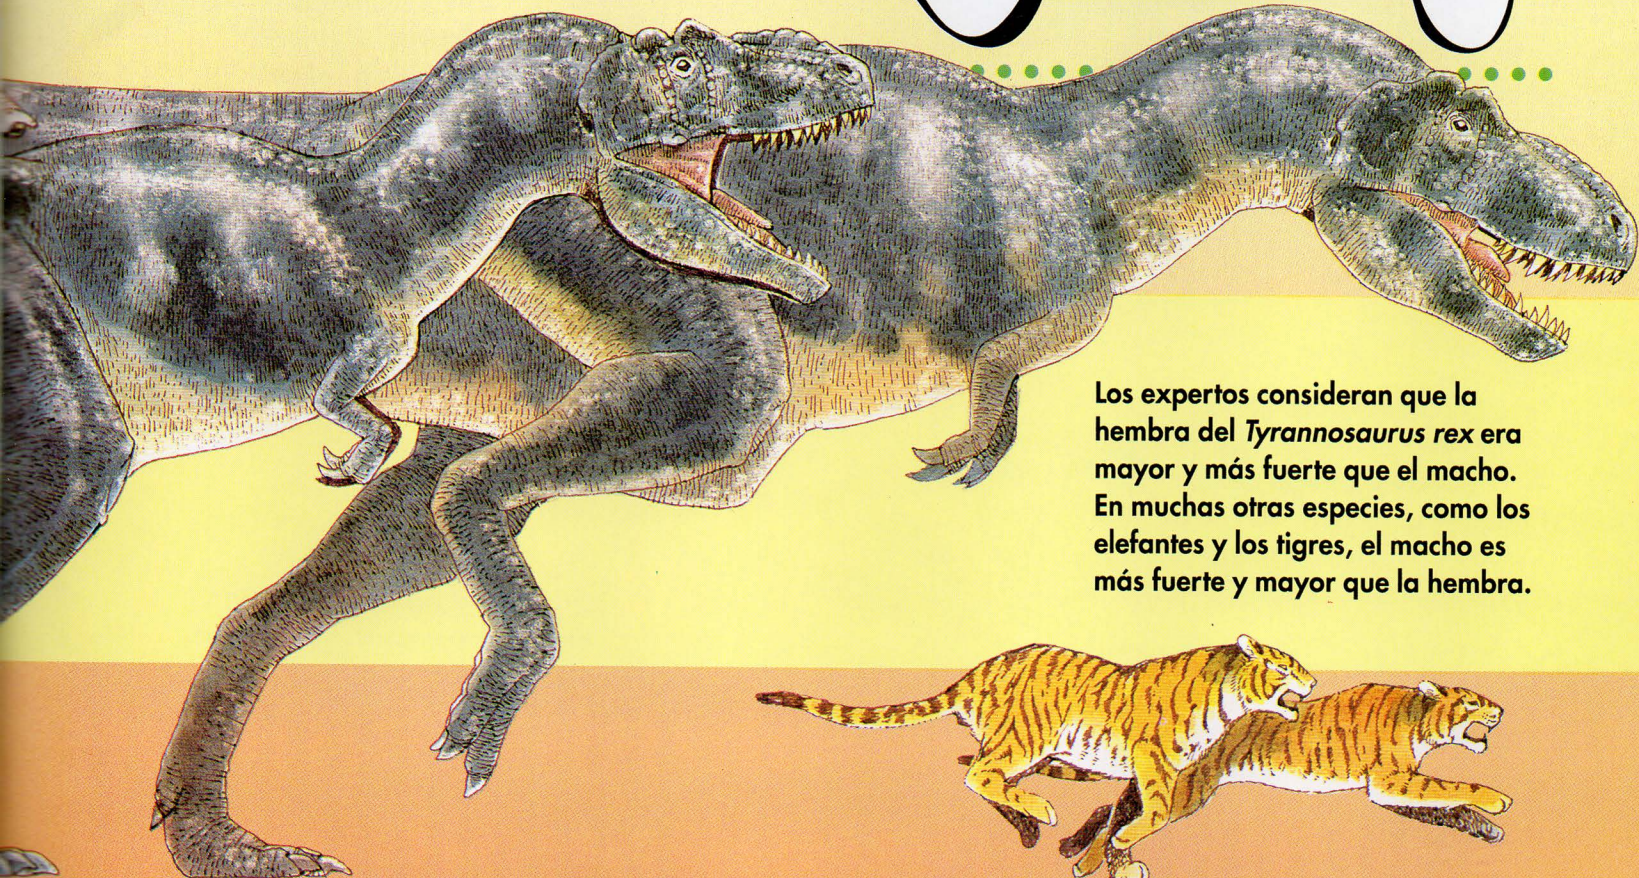 Los expertos consideran que la
hembra del Tyrannosaurus rex era
mayor y más fuerte que el macho.
En muchas otras especies, como los
elefantes y los tigres, el macho es
más fuerte y mayor que la hembra.